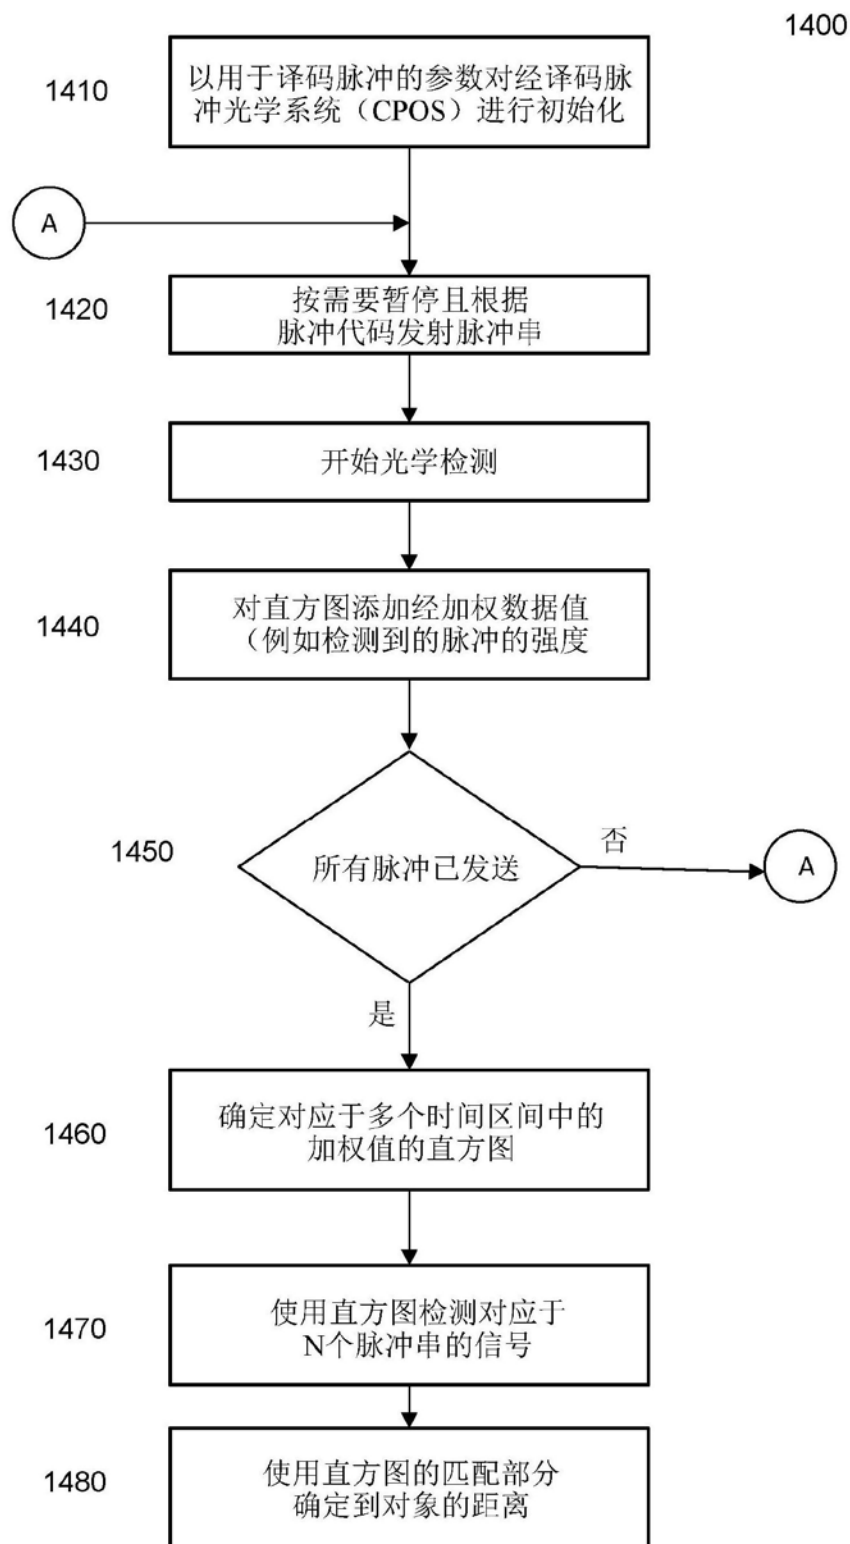 1400
1410
以用于译码脉冲的参数对经译码脉
冲光学系统（CPOS）进行初始化
A
1420
按需要暂停且根据
脉冲代码发射脉冲串
1430
开始光学检测
1440
对直方图添加经加权数据值
（例如检测到的脉冲的强度
1450
所有脉冲已发送
否
A
是
1460
确定对应于多个时间区间中的
加权值的直方图
1470
使用直方图检测对应于
N个脉冲串的信号
1480
使用直方图的匹配部分
确定到对象的距离